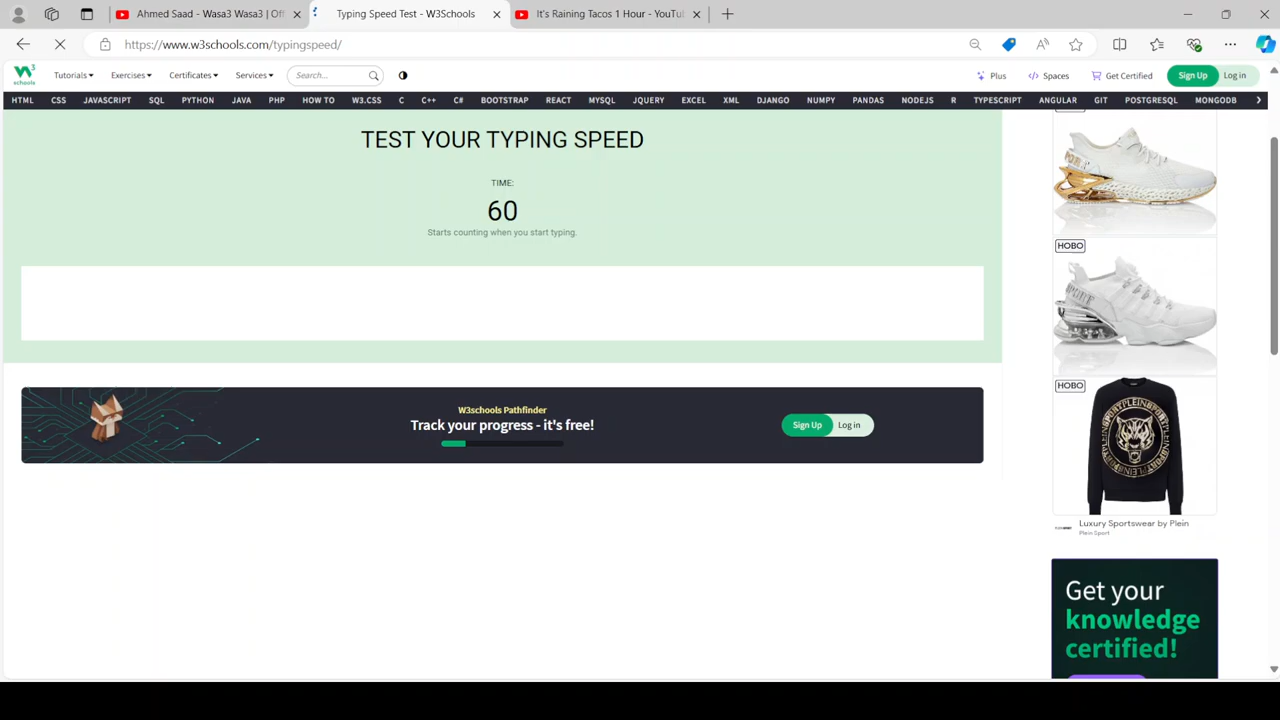 Ahmed Saad - Wasa3 Wasa3 | Off
Typing Speed Test - W3Schools
It's Raining Tacos 1 Hour - YouTu
https://www.w3schools.com/typingspeed/
schools
Tutorials
Exercises
Certificates
Services
Search...
Plus
Spaces
Get Certified
Sign Up
Log in
HTML CSS JAVASCRIPT SQL PYTHON JAVA PHP HOW TO W3.CSS C C++ C# BOOTSTRAP REACT MYSQL JQUERY EXCEL XML DJANGO NUMPY PANDAS NODEJS R TYPESCRIPT ANGULAR GIT POSTGRESQL MONGODB
TEST YOUR TYPING SPEED
TIME:
60
Starts counting when you start typing.
HOBO
HOBO
W3schools Pathfinder
Track your progress - it's free!
Sign Up
Log in
Luxury Sportswear by Plein
Plein Sport
Get your
knowledge
certified!